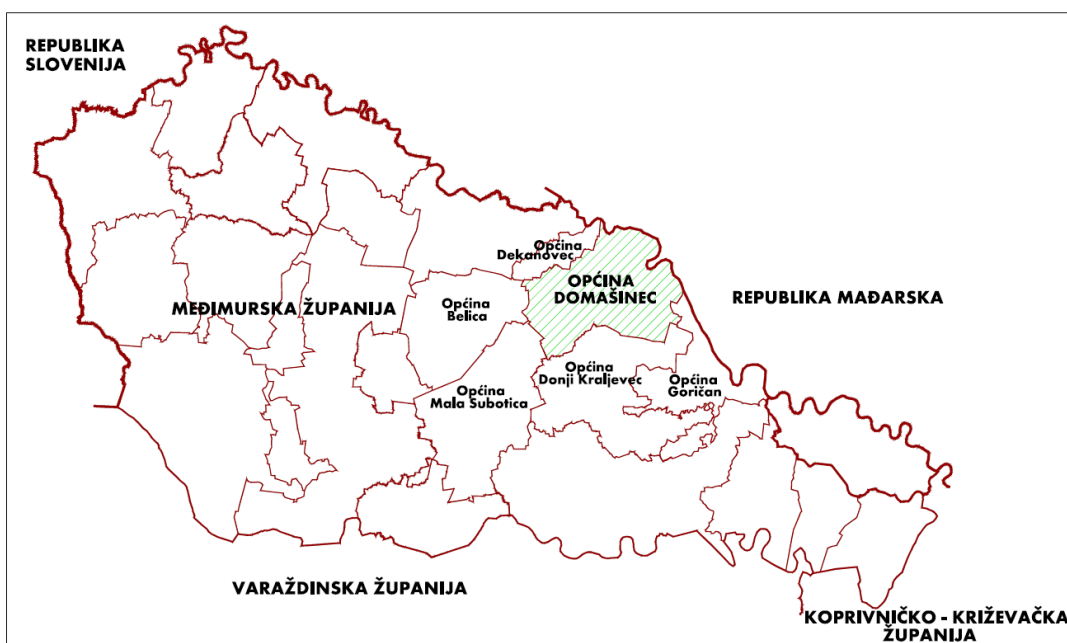 REPUBLIKA
SLOVENIJA
Općina
Dekanovec
OPĆINA
DOMAŠINEC
REPUBLIKA MAĐARSKA
MEĐIMURSKA ŽUPANIJA
Općina
Belica
Općina
Donji Kraljevec
Općina
Goričan
Općina
Mala Subotica
VARAŽDINSKA ŽUPANIJA
KOPRIVNIČKO - KRIŽEVAČKA
ŽUPANIJA